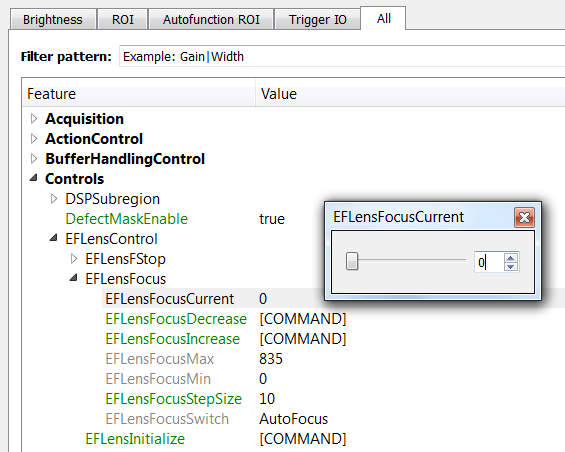 Brightness ROI Autofunction ROI Trigger IO All
Filter pattern: Example: Gain|Width
Feature Value
Acquisition
ActionControl
BufferHandlingControl
Controls
DSPSubregion
DefectMaskEnable true
EFLensControl
EFLensFStop
EFLensFocus
EFLensFocusCurrent 0
EFLensFocusDecrease [COMMAND]
EFLensFocusIncrease [COMMAND]
EFLensFocusMax 835
EFLensFocusMin 0
EFLensFocusStepSize 10
EFLensFocusSwitch AutoFocus
EFLensInitialize [COMMAND]
EFLensFocusCurrent
0